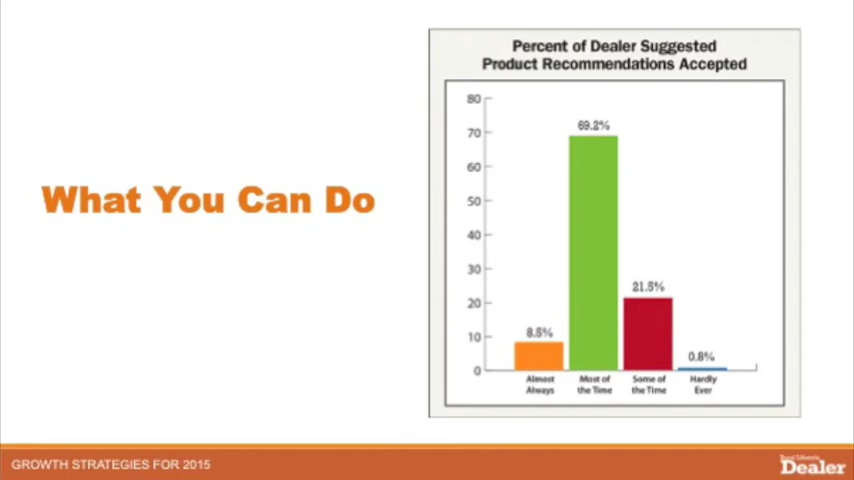 What You Can Do
Percent of Dealer Suggested
Product Recommendations Accepted
80
70
60
50
40
30
20
10
0
8.5%
69.2%
21.5%
0.8%
Almost
Always
Most of
the Time
Some of
the Time
Hardly
Ever
GROWTH STRATEGIES FOR 2015
Dealer